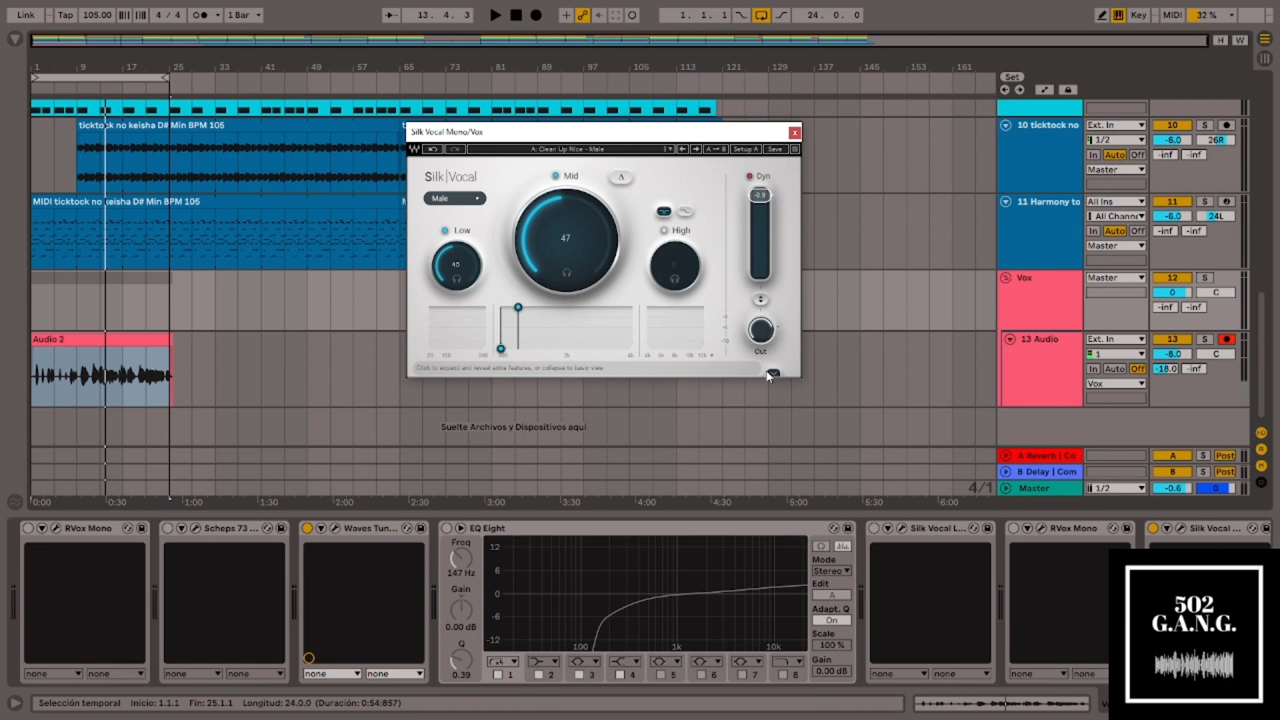 Link Tap 105.00 4 / 4 1 Bar 13. 4. 3 1. 1. 1 24. 0. 0 Key MIDI 32 %
H W
1 9 17 25 33 41 49 57 65 73 81 89 97 105 113 121 129 137 145 153 161
Set
ticktock no keisha D# Min BPM 105
10 ticktock no Ext. In 10 S
1/2 -6.0 26R
In Auto Off -inf -inf
Master
MIDI ticktock no keisha D# Min BPM 105
11 Harmony to All Ins 11 S
All Channe -6.0 24L
In Auto Off -inf -inf
Master
Vox Master 12 S
0 C
-inf -inf
Audio 2
13 Audio Ext. In 13 S
1 -8.0 C
In Auto Off -18.0 -inf
Vox
Silk Vocal Mono/Vox x
A: Clean Up Nice - Male A → B Setup A Save
Silk Vocal
Male
Mid
Dyn
-0.9
Low
High
47
Out
Click to expand and reveal extra features, or collapse to basic view
Suelte Archivos y Dispositivos aquí
A Reverb | Co A S Post
B Delay | Com B S Post
Master 1/2 -0.6 0
4/1
0:00 0:30 1:00 1:30 2:00 2:30 3:00 3:30 4:00 4:30 5:00 5:30 6:00
RVox Mono
none none
Scheps 73 ...
none none
Waves Tun...
none none
EQ Eight
Freq
147 Hz
Gain
0.00 dB
Q
0.39
12
6
0
-6
-12
100 1k 10k
1 2 3 4 5 6 7 8
Mode
Stereo
Edit
A
Adapt. Q
On
Scale
100 %
Gain
0.00 dB
Silk Vocal L...
none none
RVox Mono
none none
Silk Vocal ...
502
G.A.N.G.
Selección temporal Inicio: 1.1.1 Fin: 25.1.1 Longitud: 24.0.0 (Duración: 0:54:857)